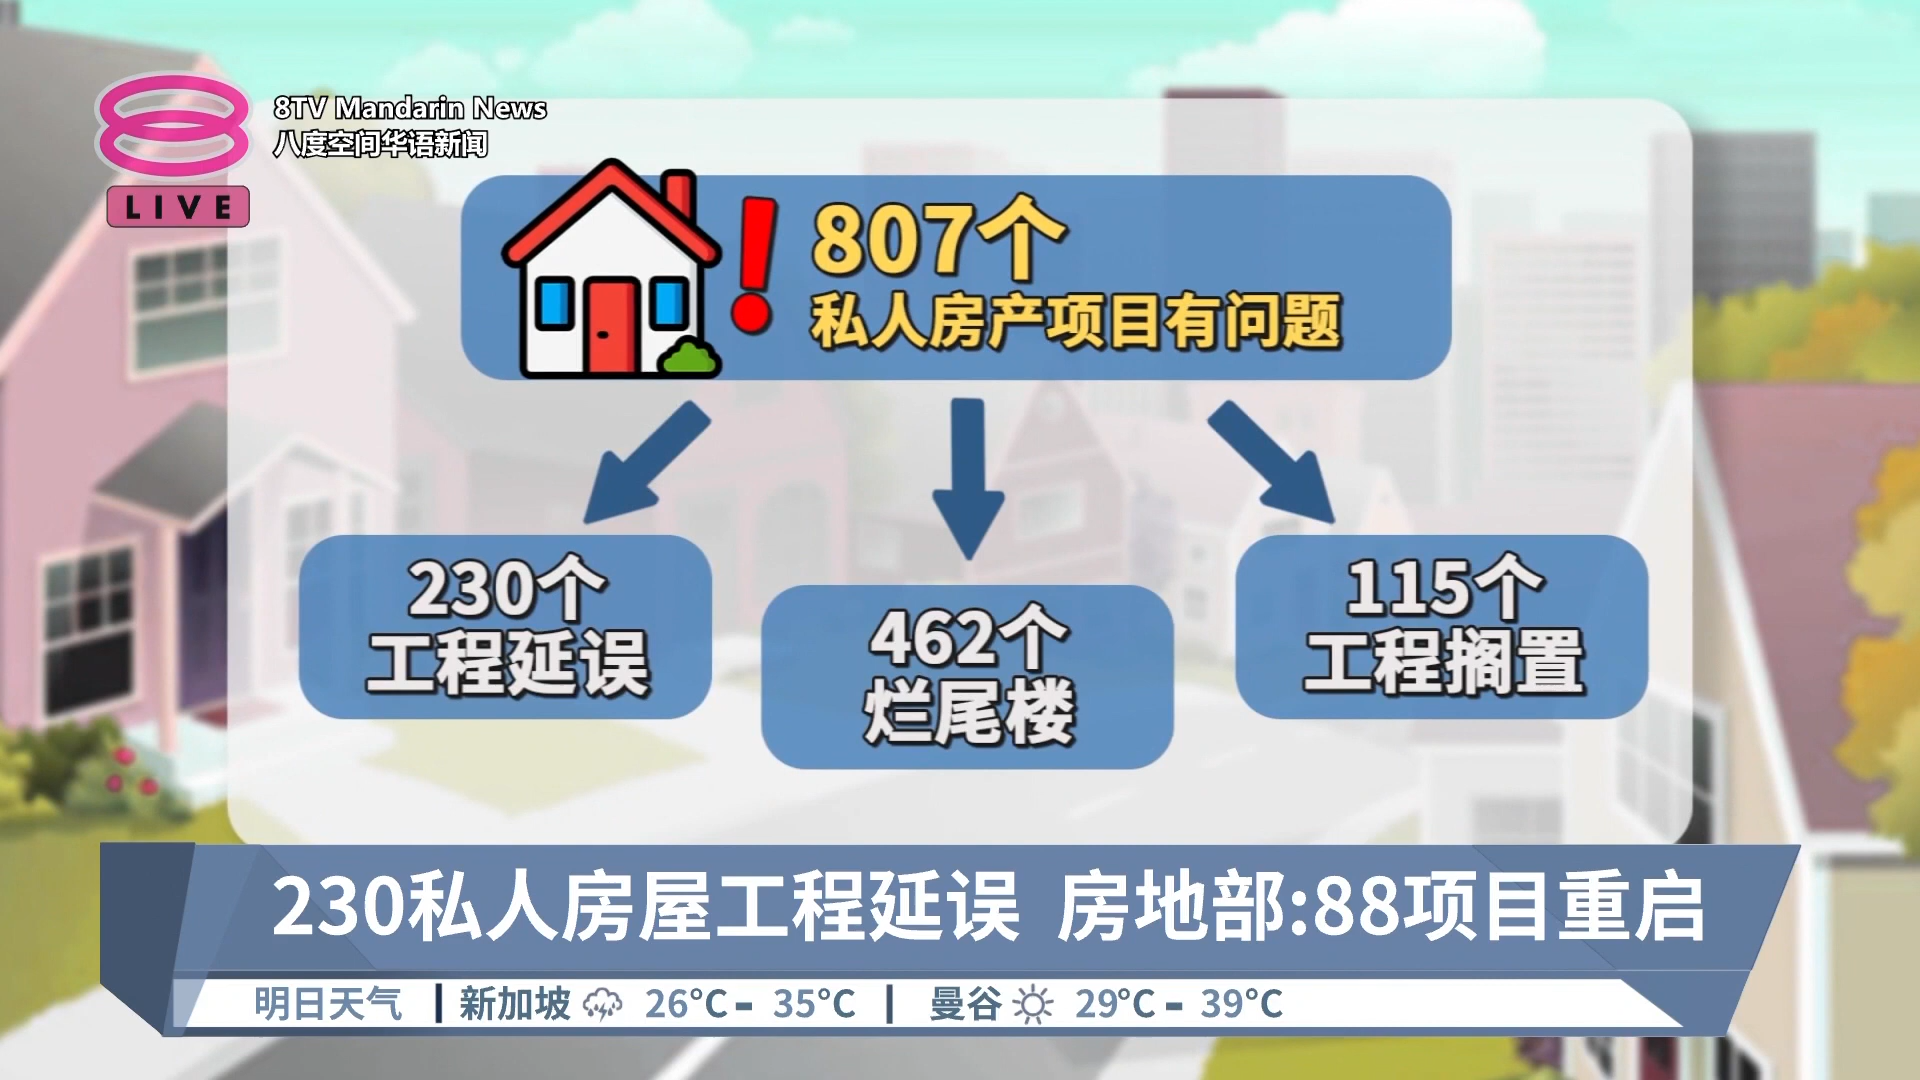 8TV Mandarin News
八度空间华语新闻
LIVE
807个
私人房产项目有问题
230个
工程延误
462个
烂尾楼
115个
工程搁置
230私人房屋工程延误 房地部:88项目重启
明日天气 | 新加坡 26°C - 35°C | 曼谷 29°C - 39°C